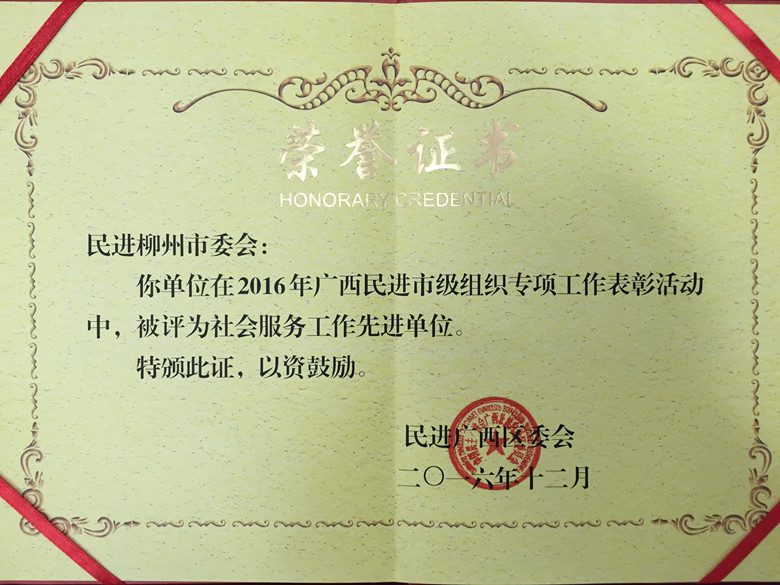 荣誉证书
HONORARY CREDENTIAL
民进柳州市委会：
你单位在2016年广西民进市级组织专项工作表彰活动
中，被评为社会服务工作先进单位。
特颁此证，以资鼓励。
民进广西区委会
二〇一六年十二月